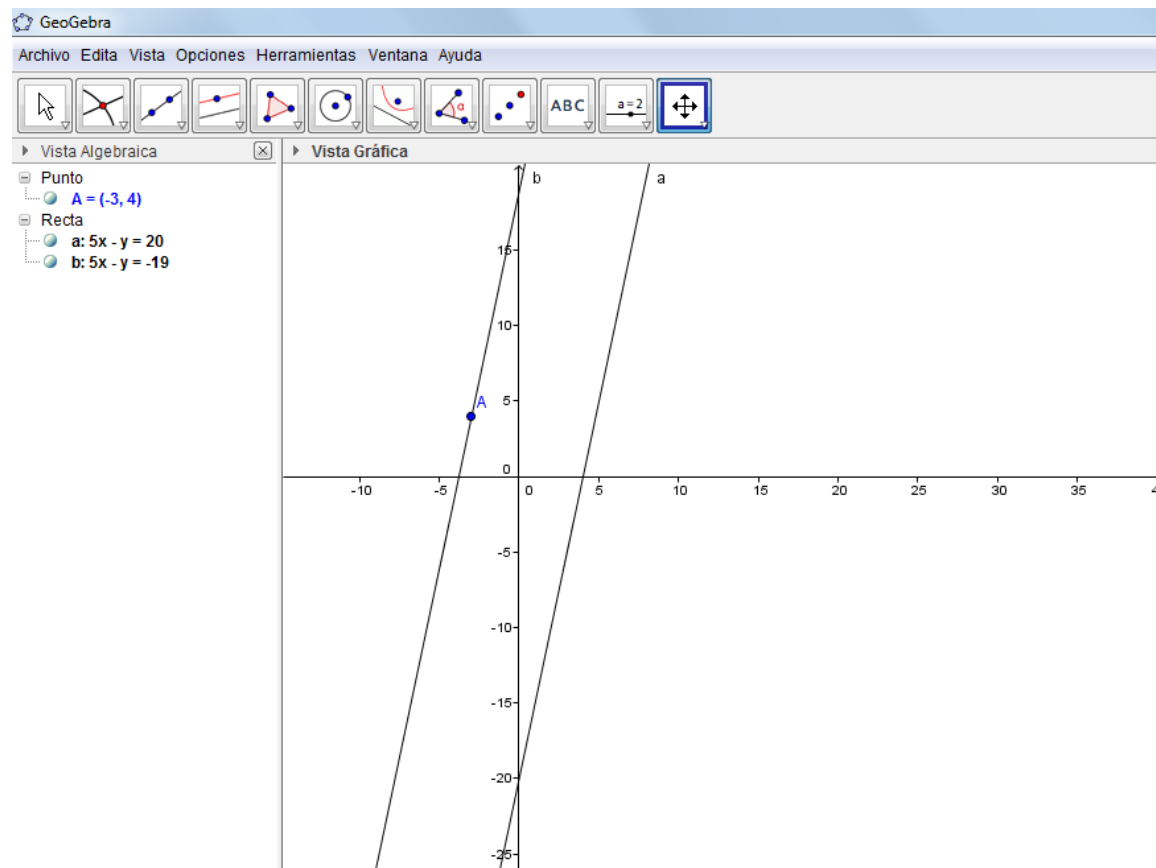 GeoGebra
Archivo Edita Vista Opciones Herramientas Ventana Ayuda
α ABC a = 2
Vista Algebraica
Vista Gráfica
Punto
A = (-3, 4)
Recta
a: 5x - y = 20
b: 5x - y = -19
b a
15
10
A 5
0
-10 -5 0 5 10 15 20 25 30 35 4
-5
-10
-15
-20
-25